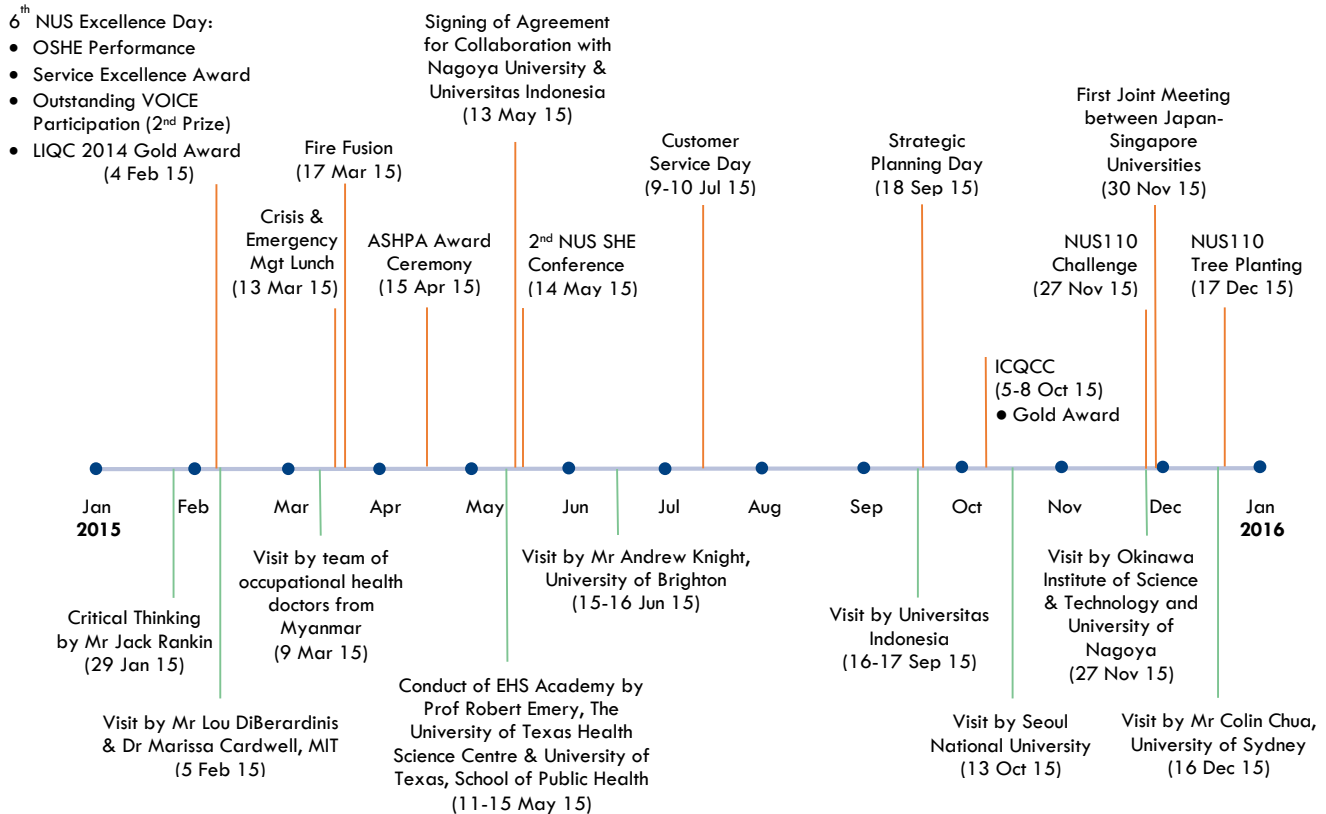 6th NUS Excellence Day:
• OSHE Performance
• Service Excellence Award
• Outstanding VOICE
Participation (2nd Prize)
• LIQC 2014 Gold Award
(4 Feb 15)
Crisis &
Emergency
Mgt Lunch
(13 Mar 15)
Fire Fusion
(17 Mar 15)
ASHPA Award
Ceremony
(15 Apr 15)
Signing of Agreement
for Collaboration with
Nagoya University &
Universitas Indonesia
(13 May 15)
2nd NUS SHE
Conference
(14 May 15)
Customer
Service Day
(9-10 Jul 15)
Strategic
Planning Day
(18 Sep 15)
ICQCC
(5-8 Oct 15)
• Gold Award
NUS110
Challenge
(27 Nov 15)
First Joint Meeting
between Japan-
Singapore
Universities
(30 Nov 15)
NUS110
Tree Planting
(17 Dec 15)
Jan Feb Mar Apr May Jun Jul Aug Sep Oct Nov Dec Jan
2015 2016
Critical Thinking
by Mr Jack Rankin
(29 Jan 15)
Visit by Mr Lou DiBerardinis
& Dr Marissa Cardwell, MIT
(5 Feb 15)
Visit by team of
occupational health
doctors from
Myanmar
(9 Mar 15)
Conduct of EHS Academy by
Prof Robert Emery, The
University of Texas Health
Science Centre & University of
Texas, School of Public Health
(11-15 May 15)
Visit by Mr Andrew Knight,
University of Brighton
(15-16 Jun 15)
Visit by Universitas
Indonesia
(16-17 Sep 15)
Visit by Seoul
National University
(13 Oct 15)
Visit by Okinawa
Institute of Science
& Technology and
University of
Nagoya
(27 Nov 15)
Visit by Mr Colin Chua,
University of Sydney
(16 Dec 15)